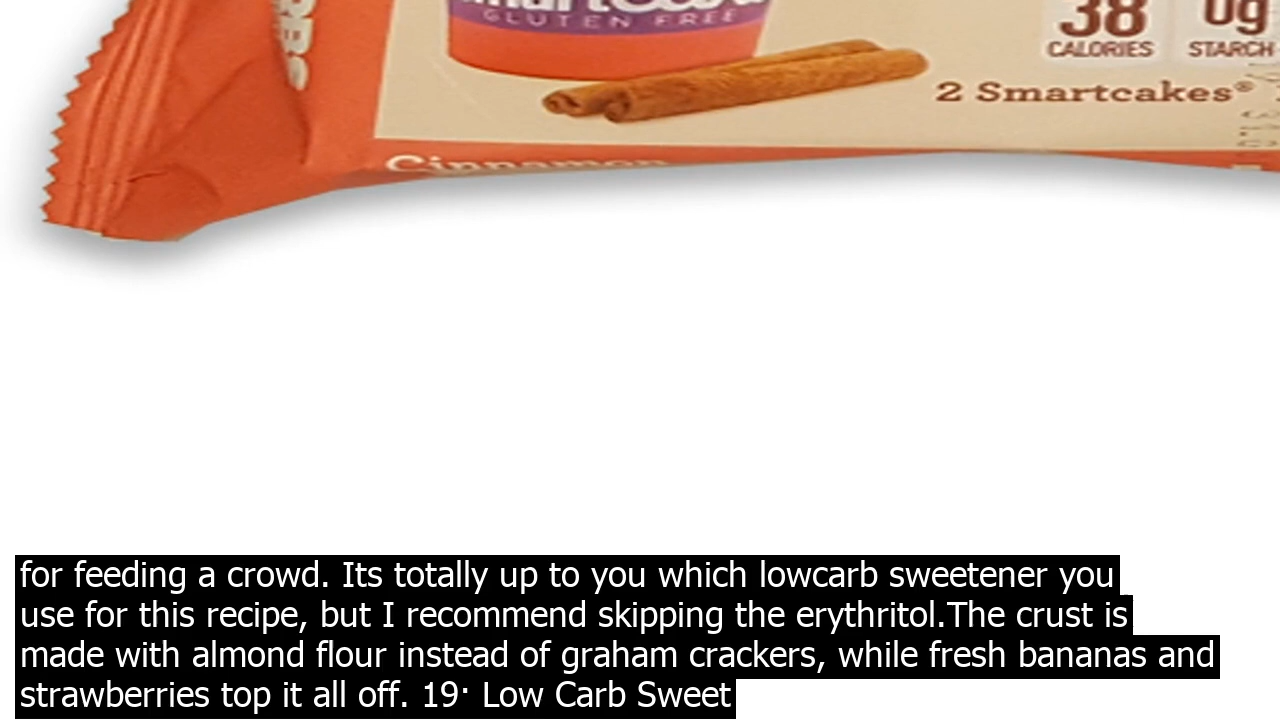 GLUTEN FREE
38
0g
CALORIES
STARCH
2 Smartcakes®
for feeding a crowd. Its totally up to you which lowcarb sweetener you
use for this recipe, but I recommend skipping the erythritol.The crust is
made with almond flour instead of graham crackers, while fresh bananas and
strawberries top it all off. 19· Low Carb Sweet